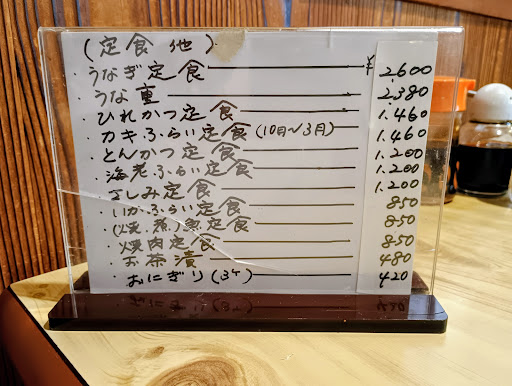 (定食 他)
・うなぎ定食 ¥2.600
・うな重 2.380
・ひれかつ定食 1.460
・カキふらい定食(10月〜3月) 1.460
・とんかつ定食 1.200
・海老ふらい定食 1.200
・さしみ定食 1.200
・いかふらい定食 850
・(焼.煮)魚定食 850
・焼肉定食 850
・お茶漬 480
・おにぎり(3ケ) 420